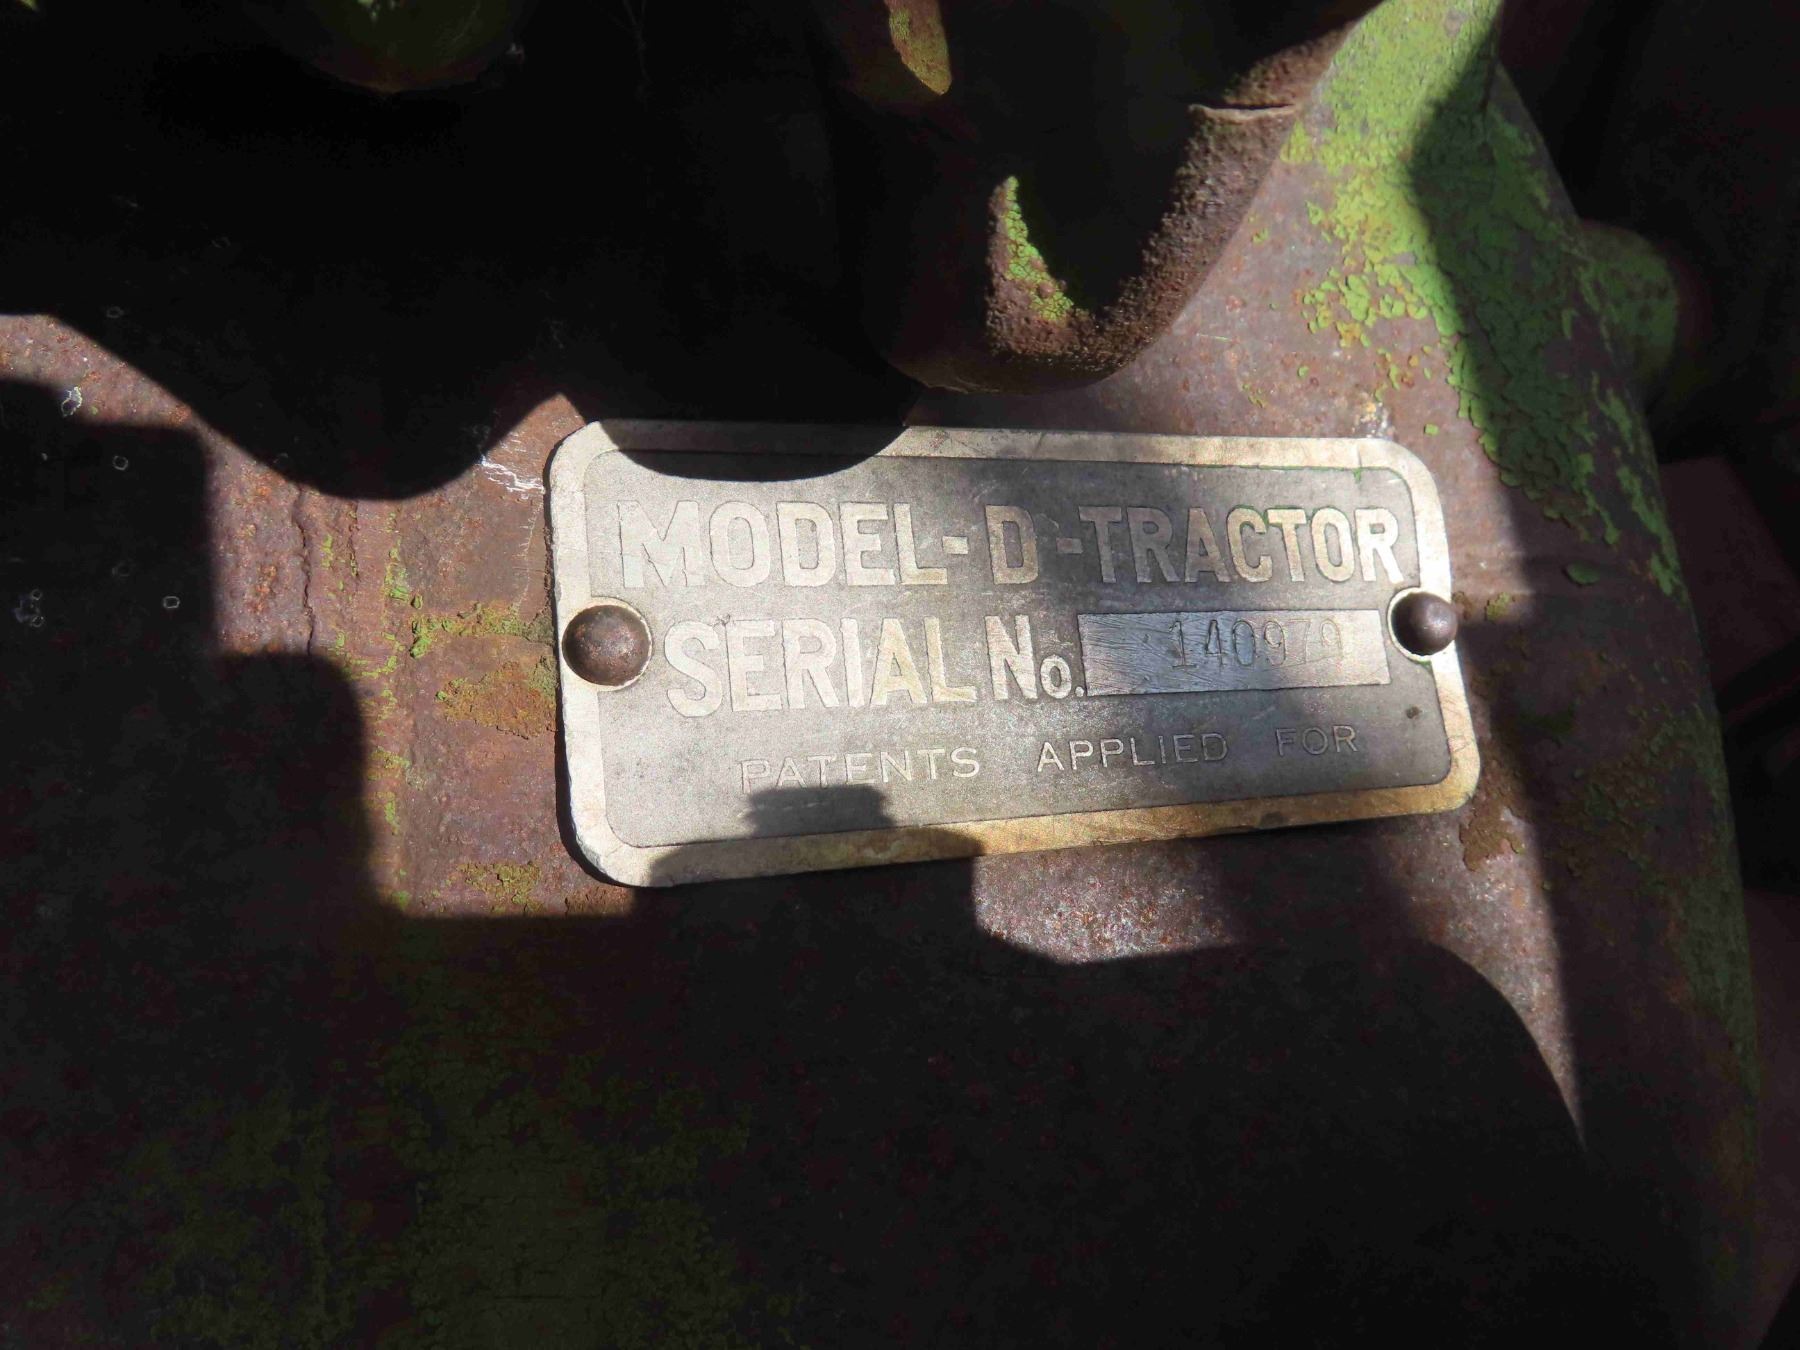 MODEL-D-TRACTOR
SERIAL No. 140979
PATENTS APPLIED FOR